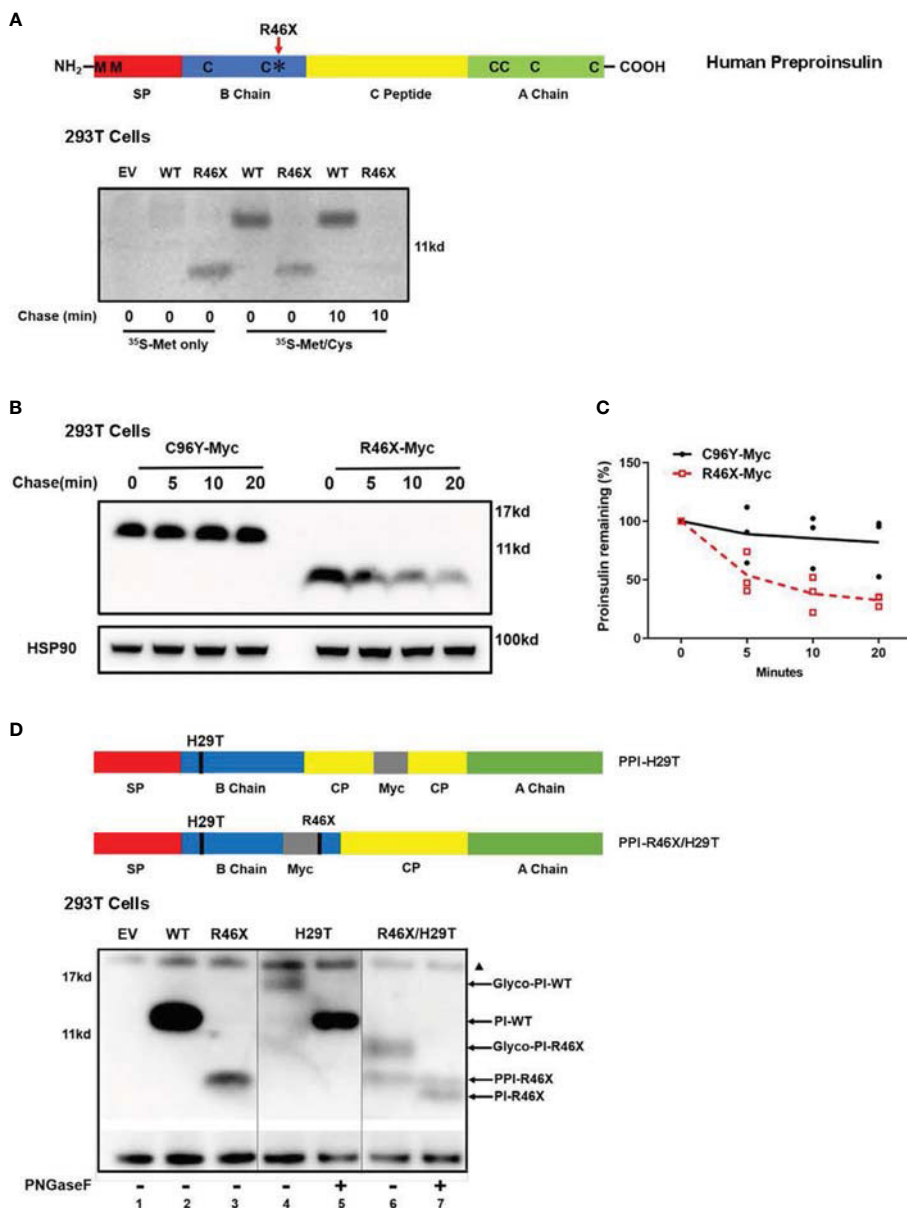 A
R46X
NH2 M M C C * CC C C COOH
Human Preproinsulin
SP B Chain C Peptide A Chain
293T Cells
EV WT R46X WT R46X WT R46X
11kd
Chase (min) 0 0 0 0 0 10 10
35S-Met only 35S-Met/Cys
B
293T Cells
C96Y-Myc R46X-Myc
Chase(min) 0 5 10 20 0 5 10 20
17kd
11kd
HSP90
100kd
C
C96Y-Myc
R46X-Myc
Proinsulin remaining (%)
150
100
50
0
0 5 10 20
Minutes
D
H29T
PPI-H29T
SP B Chain CP Myc CP A Chain
H29T R46X
PPI-R46X/H29T
SP B Chain Myc CP A Chain
293T Cells
EV WT R46X H29T R46X/H29T
17kd
11kd
▲
Glyco-PI-WT
PI-WT
Glyco-PI-R46X
PPI-R46X
PI-R46X
PNGaseF - - - - + - +
1 2 3 4 5 6 7